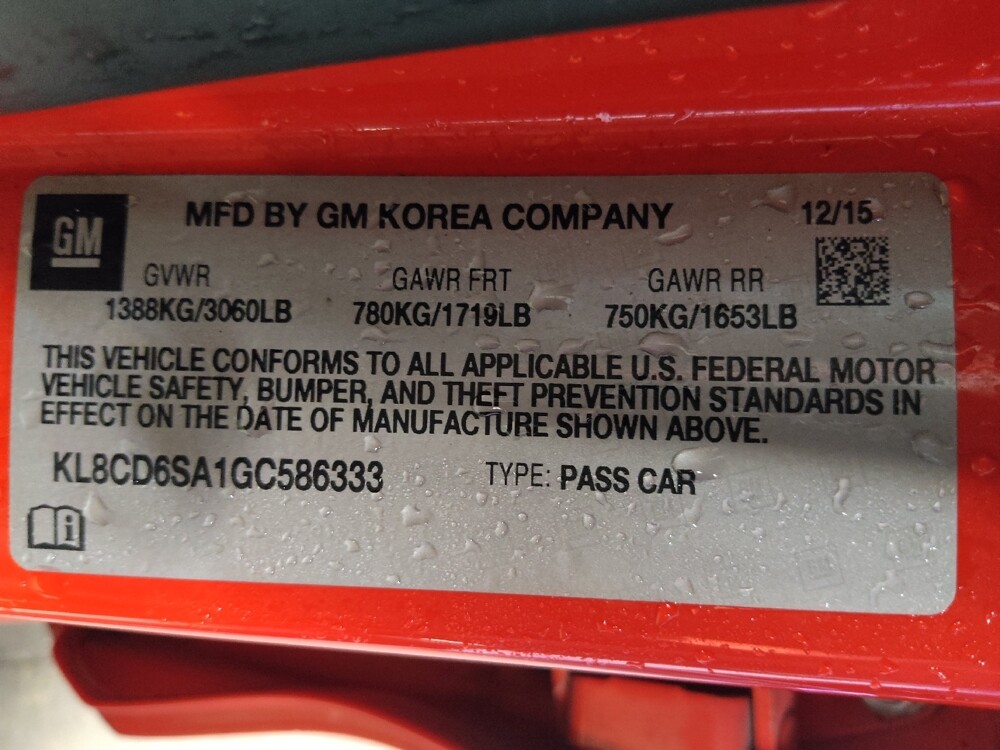 GM
MFD BY GM KOREA COMPANY
12/15
GVWR
GAWR FRT
GAWR RR
1388KG/3060LB
780KG/1719LB
750KG/1653LB
THIS VEHICLE CONFORMS TO ALL APPLICABLE U.S. FEDERAL MOTOR
VEHICLE SAFETY, BUMPER, AND THEFT PREVENTION STANDARDS IN
EFFECT ON THE DATE OF MANUFACTURE SHOWN ABOVE.
KL8CD6SA1GC586333
TYPE: PASS CAR
i